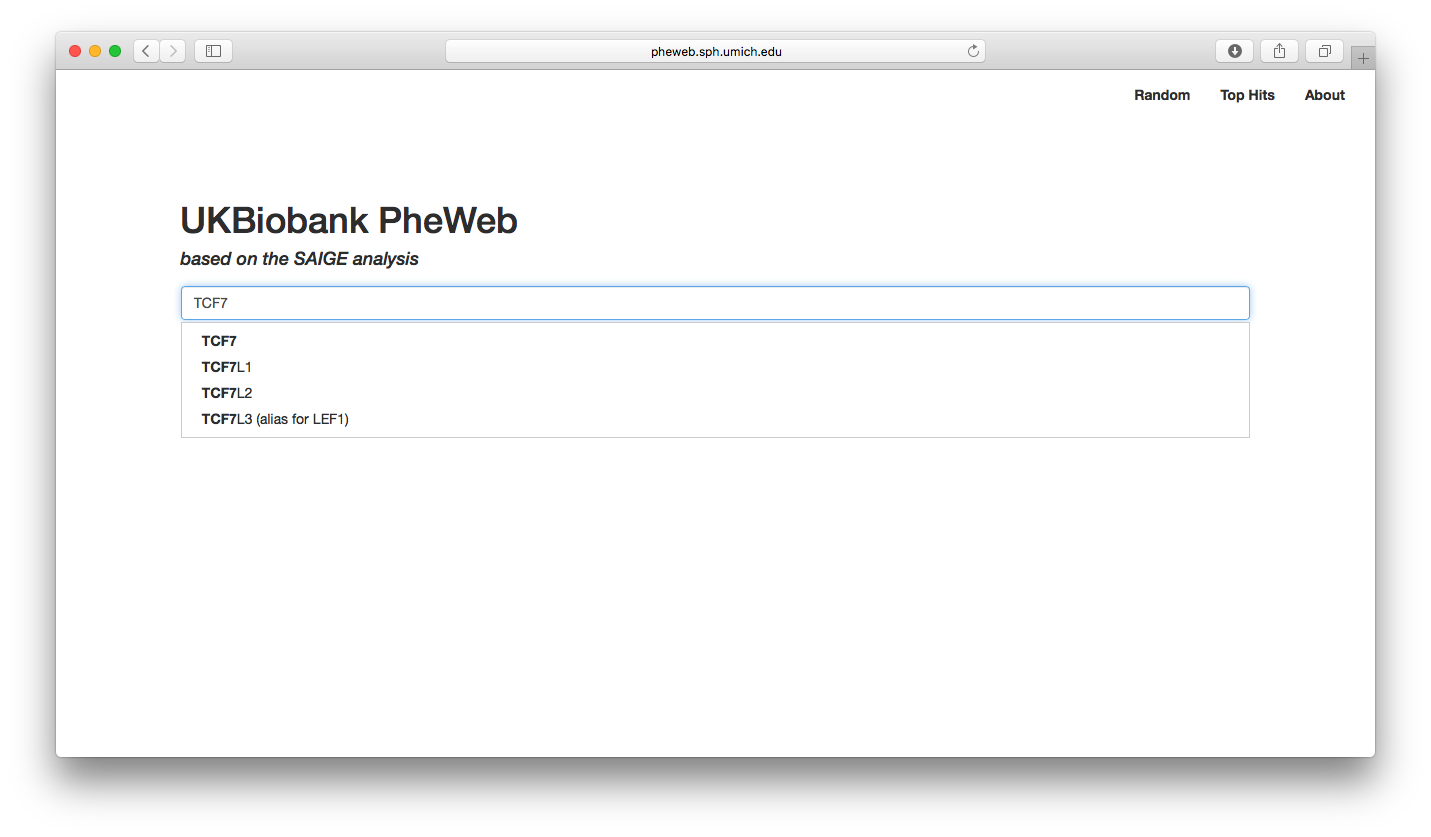 pheweb.sph.umich.edu
Random Top Hits About
UKBiobank PheWeb
based on the SAIGE analysis
TCF7
TCF7
TCF7L1
TCF7L2
TCF7L3 (alias for LEF1)